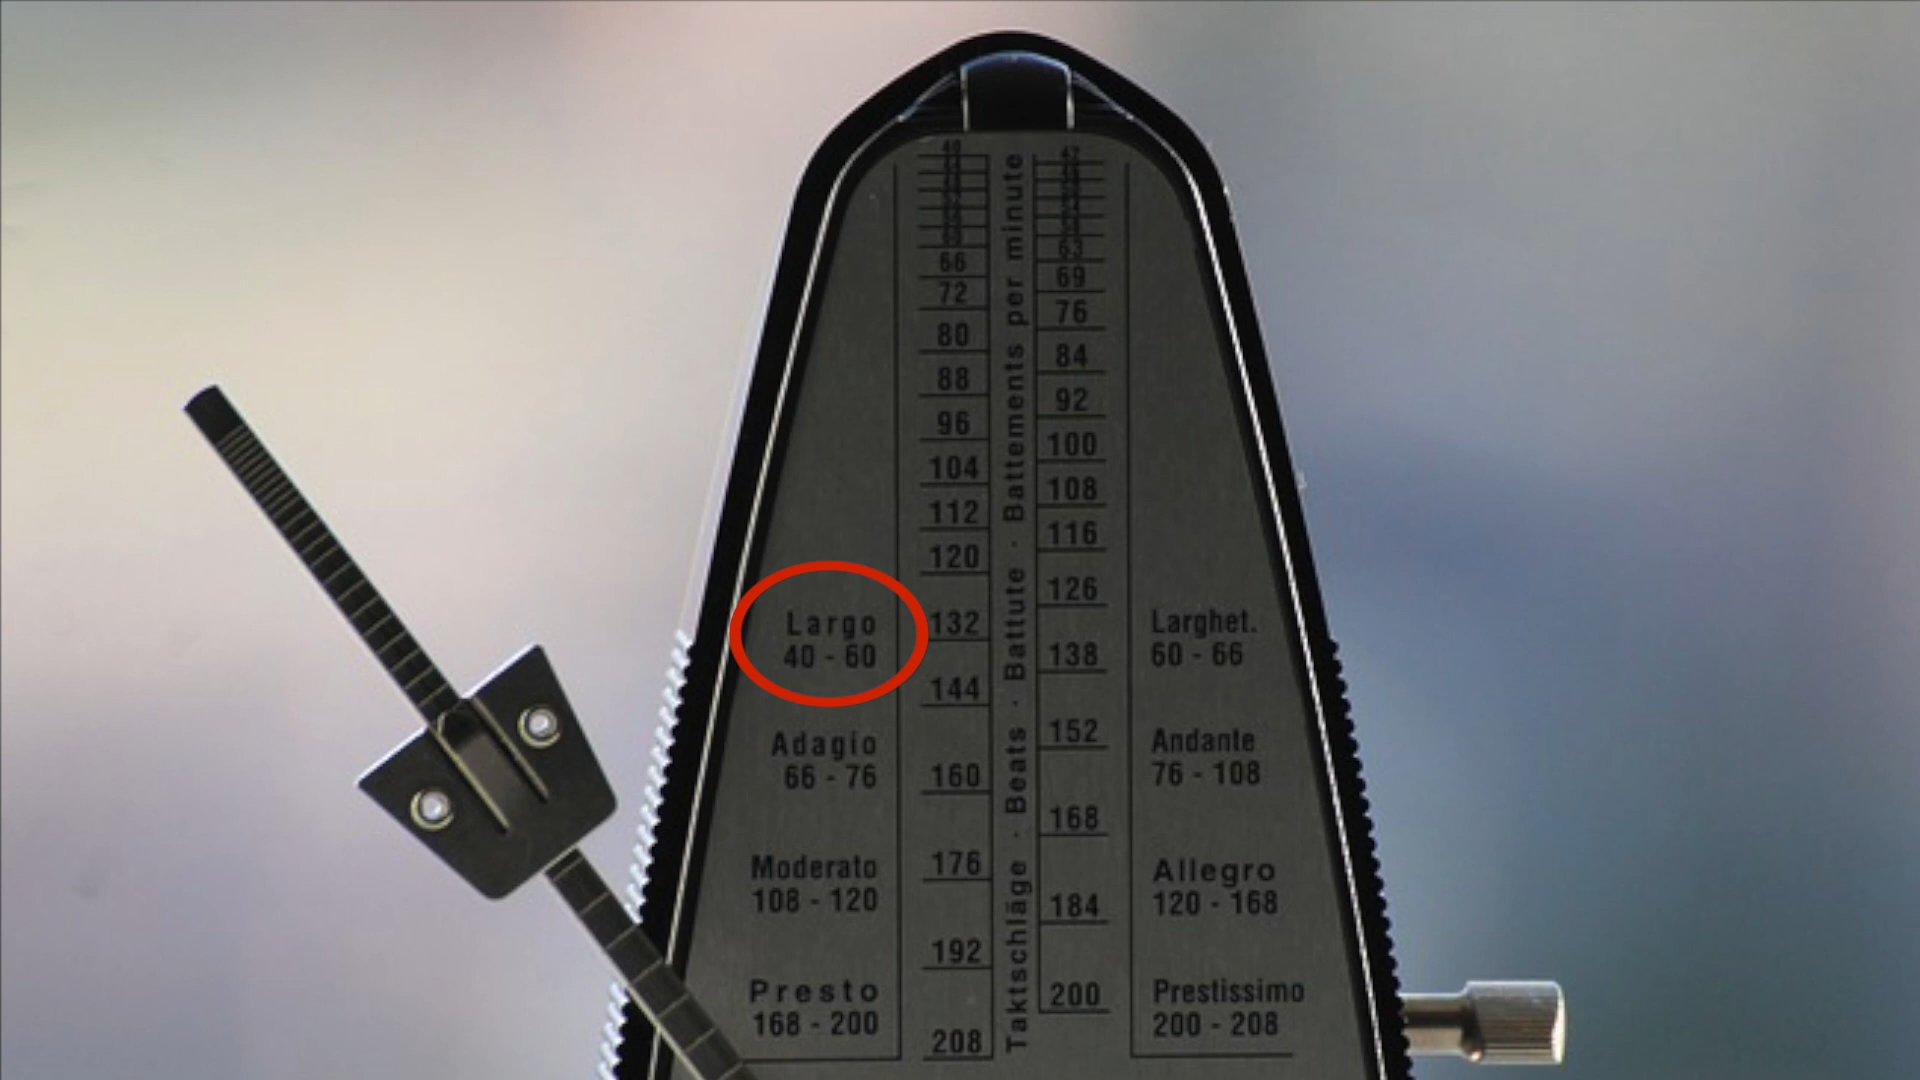 40
66
72
80
88
96
104
112
120
132
144
160
176
192
208
Taktschläge · Beats · Battute · Battements per minute
42
63
69
76
84
92
100
108
116
126
138
152
168
184
200
Largo
40 - 60
Adagio
66 - 76
Moderato
108 - 120
Presto
168 - 200
Larghet.
60 - 66
Andante
76 - 108
Allegro
120 - 168
Prestissimo
200 - 208